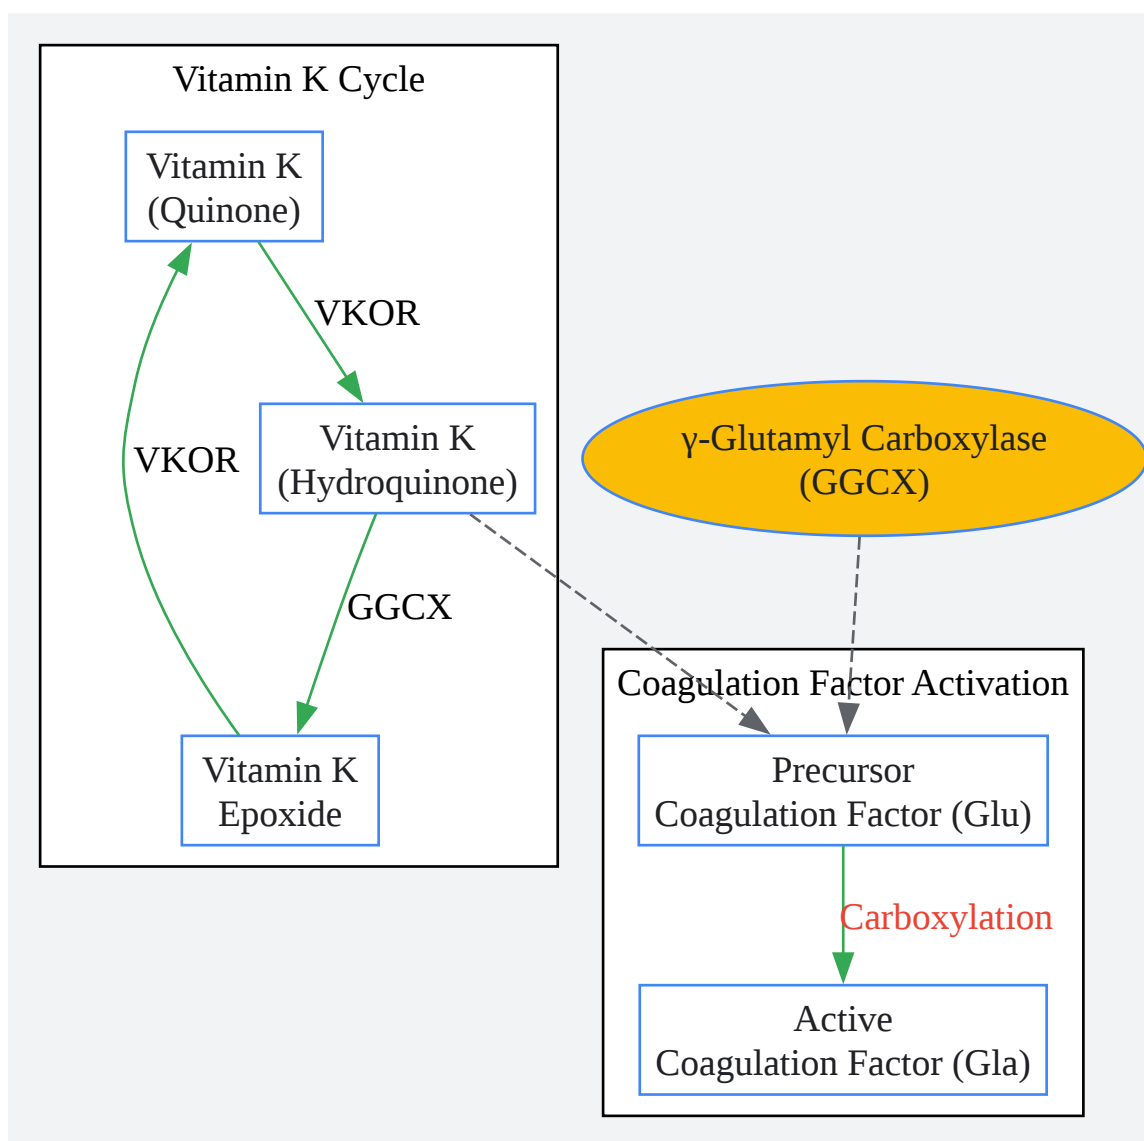 Vitamin K Cycle
Vitamin K
(Quinone)
VKOR
Vitamin K
(Hydroquinone)
γ-Glutamyl Carboxylase
(GGCX)
VKOR
GGCX
Coagulation Factor Activation
Vitamin K
Epoxide
Precursor
Coagulation Factor (Glu)
Carboxylation
Active
Coagulation Factor (Gla)